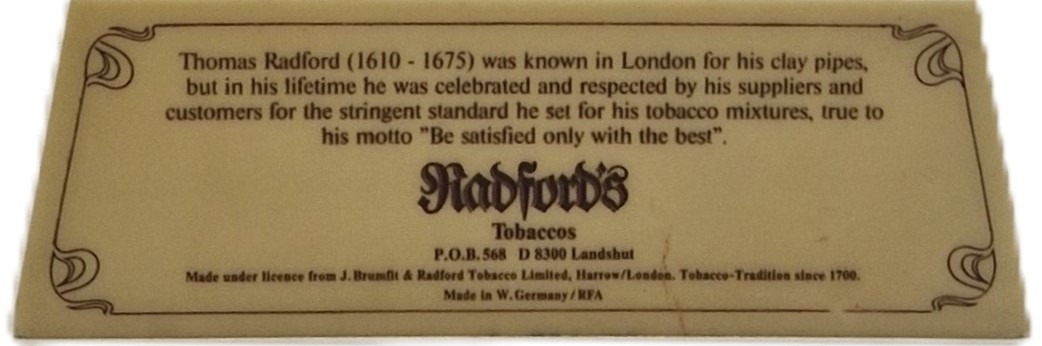 Thomas Radford (1610 - 1675) was known in London for his clay pipes,
but in his lifetime he was celebrated and respected by his suppliers and
customers for the stringent standard he set for his tobacco mixtures, true to
his motto "Be satisfied only with the best".
Radford's
Tobaccos
P.O.B. 568 D 8300 Landshut
Made under licence from J. Brumfit & Radford Tobacco Limited, Harrow/London. Tobacco-Tradition since 1700.
Made in W. Germany / RFA